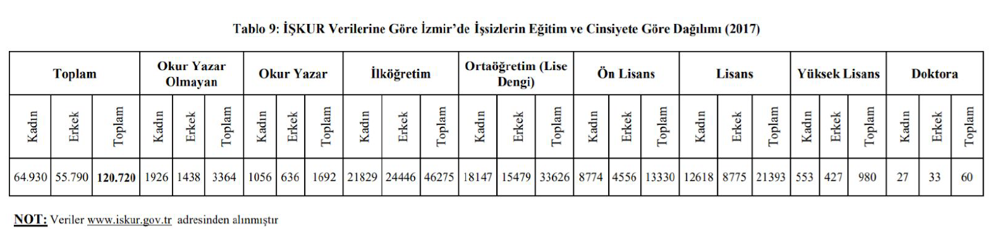 Tablo 9: İŞKUR Verilerine Göre İzmir’de İşsizlerin Eğitim ve Cinsiyete Göre Dağılımı (2017)
Toplam Okur Yazar Olmayan Okur Yazar İlköğretim Ortaöğretim (Lise Dengi) Ön Lisans Lisans Yüksek Lisans Doktora
Kadın Erkek Toplam Kadın Erkek Toplam Kadın Erkek Toplam Kadın Erkek Toplam Kadın Erkek Toplam Kadın Erkek Toplam Kadın Erkek Toplam Kadın Erkek Toplam Kadın Erkek Toplam
64.930 55.790 120.720 1926 1438 3364 1056 636 1692 21829 24446 46275 18147 15479 33626 8774 4556 13330 12618 8775 21393 553 427 980 27 33 60
NOT: Veriler www.iskur.gov.tr adresinden alınmıştır